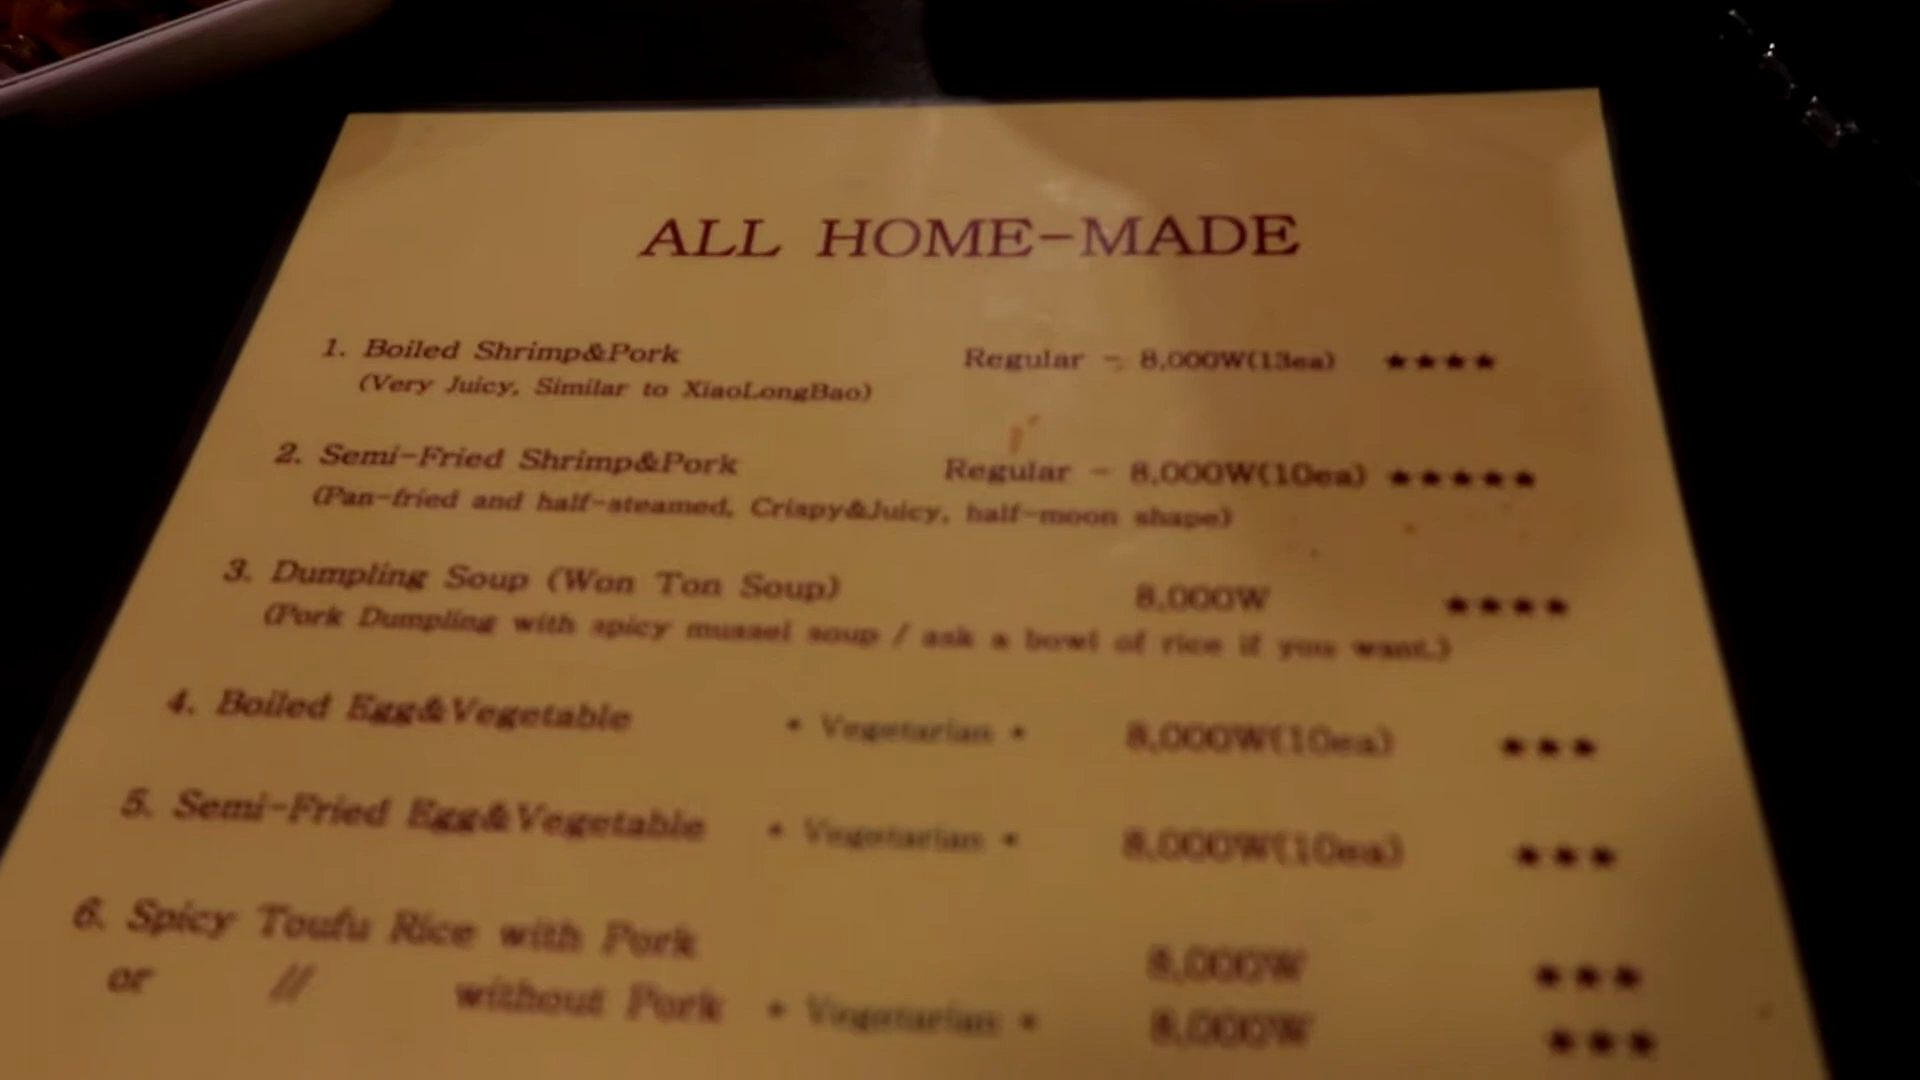 ALL HOME-MADE
1. Boiled Shrimp&Pork Regular - 8,000W(13ea) ★★★★
(Very Juicy, Similar to XiaoLongBao)
2. Semi-Fried Shrimp&Pork Regular - 8,000W(10ea) ★★★★★
(Pan-fried and half-steamed, Crispy&Juicy, half-moon shape)
3. Dumpling Soup (Won Ton Soup) 8,000W ★★★★
(Pork Dumpling with spicy mussel soup / ask a bowl of rice if you want.)
4. Boiled Egg&Vegetable * Vegetarian * 8,000W(10ea) ★★★
5. Semi-Fried Egg&Vegetable * Vegetarian * 8,000W(10ea) ★★★
6. Spicy Toufu Rice with Pork 8,000W ★★★
or // without Pork * Vegetarian * 8,000W ★★★